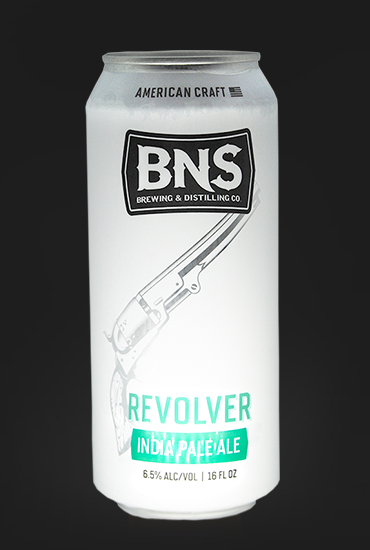 AMERICAN CRAFT
BNS
BREWING & DISTILLING CO.
REVOLVER
INDIA PALE ALE
6.5% ALC/VOL | 16 FL OZ